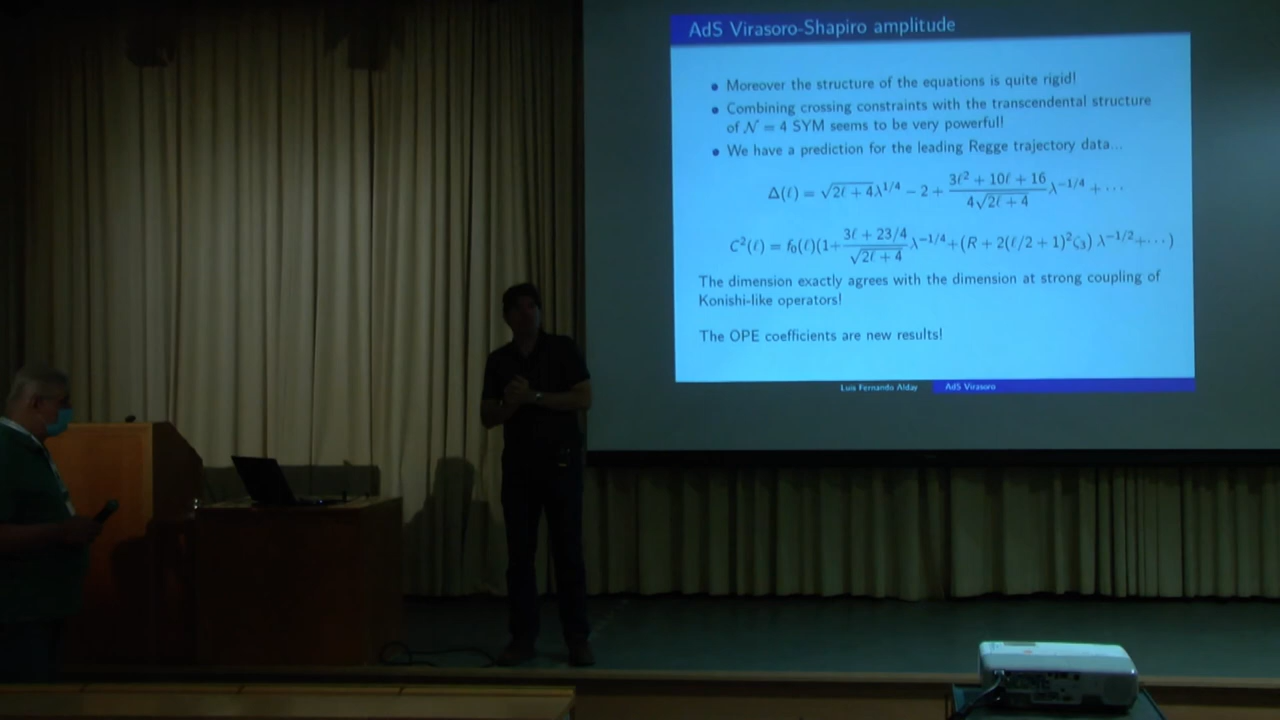 AdS Virasoro-Shapiro amplitude
Moreover the structure of the equations is quite rigid!
Combining crossing constraints with the transcendental structure
of 𝒩 = 4 SYM seems to be very powerful!
We have a prediction for the leading Regge trajectory data...
Δ(ℓ) = √(2ℓ + 4)λ^{1/4} − 2 + (3ℓ² + 10ℓ + 16)/(4√(2ℓ + 4)) λ^{−1/4} + ⋯
C²(ℓ) = f₀(ℓ)(1+ (3ℓ + 23/4)/√(2ℓ + 4) λ^{−1/4}+(R + 2(ℓ/2 + 1)²ζ₃) λ^{−1/2}+⋯)
The dimension exactly agrees with the dimension at strong coupling of
Konishi-like operators!
The OPE coefficients are new results!
Luis Fernando Alday
AdS Virasoro